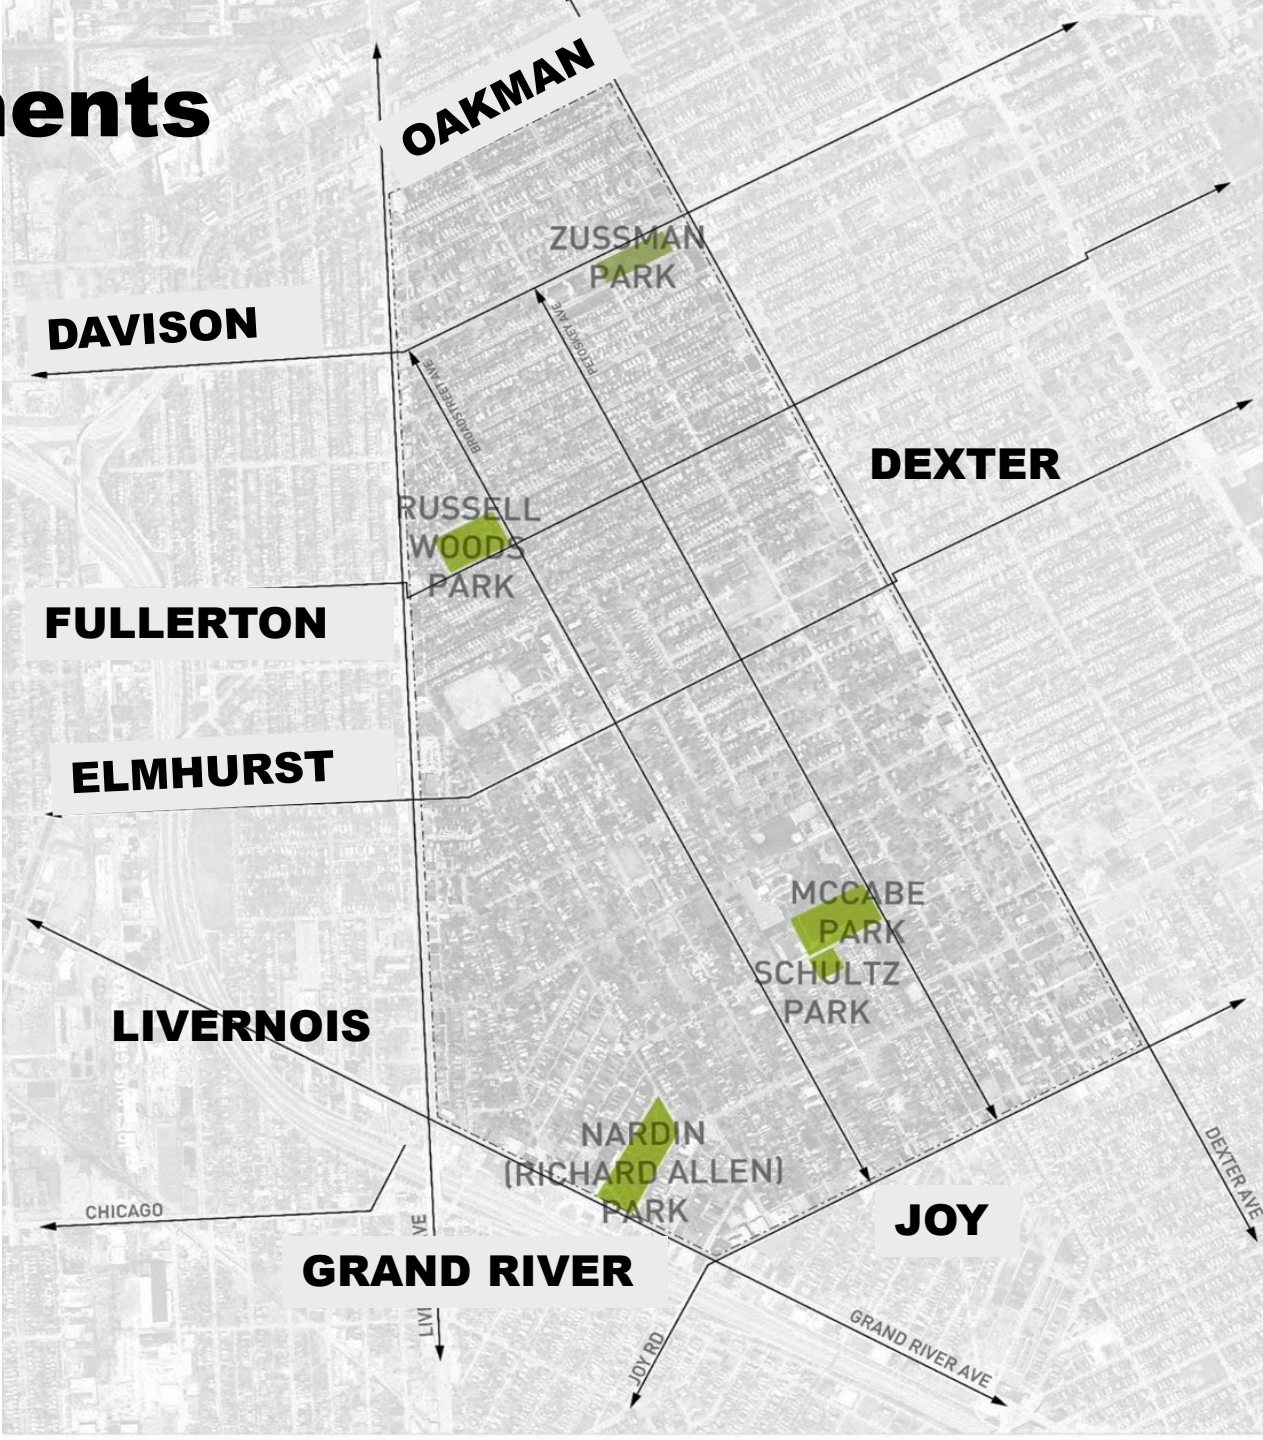 OAKMAN
ents
ZUSSMAN
PARK
DAVISON
PETOSKEY AVE
BROADSTREET AVE
DEXTER
RUSSELL
WOODS
PARK
FULLERTON
ELMHURST
MCCABE
PARK
SCHULTZ
PARK
LIVERNOIS
NARDIN
(RICHARD ALLEN)
PARK
DEXTER AVE
CHICAGO
JOY
GRAND RIVER
JOY RD
GRAND RIVER AVE